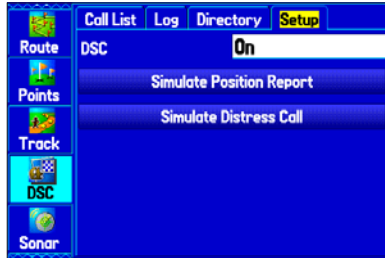 Call List Log Directory Setup
Route
DSC On
Simulate Position Report
Points
Simulate Distress Call
Track
DSC
Sonar